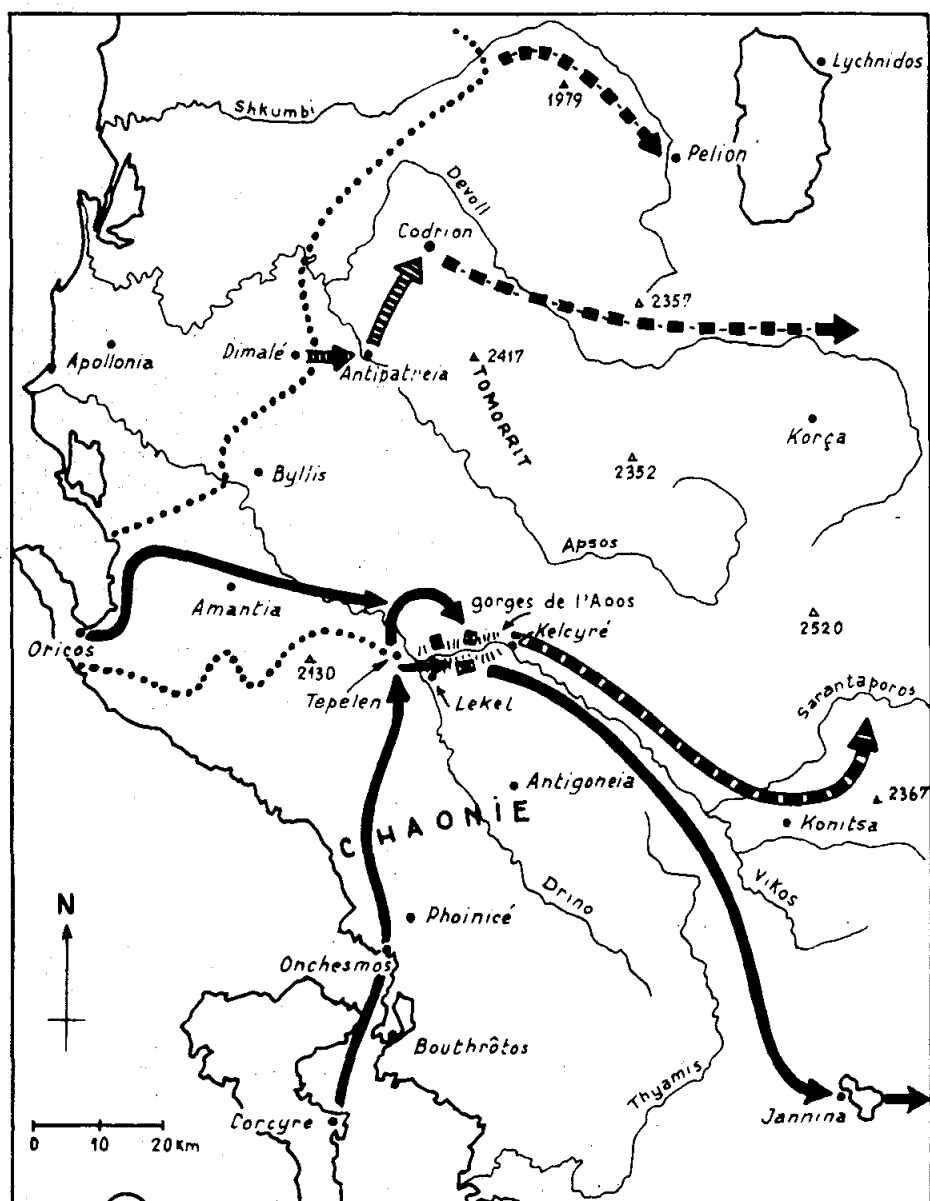 Lychnidos
1979
Shkumbi
Pelion
Devoll
Codrion
2357
Apollonia
Dimalé
Antipatreia
2417
TOMORRIT
Korça
Byllis
2352
Apsos
Amantia
gorges de l'Aoos
2520
Oricos
Kelcyré
2130
Tepelen
Lekel
Sarantaporos
Antigoneia
2367
CHAONiE
Konitsa
Vikos
Drino
N
Phoinicé
Onchesmos
Bouthrôtos
Thyamis
Corcyre
Jannina
0 10 20 Km